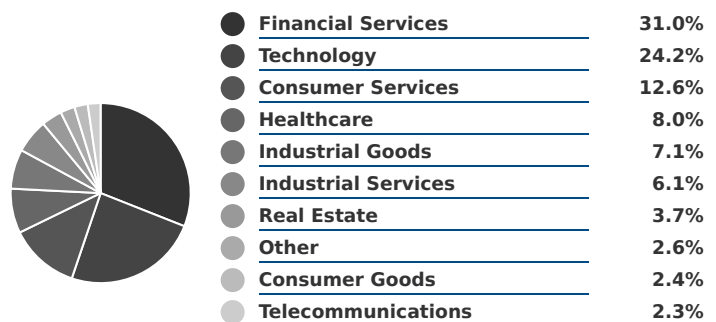 Financial Services 31.0%
Technology 24.2%
Consumer Services 12.6%
Healthcare 8.0%
Industrial Goods 7.1%
Industrial Services 6.1%
Real Estate 3.7%
Other 2.6%
Consumer Goods 2.4%
Telecommunications 2.3%